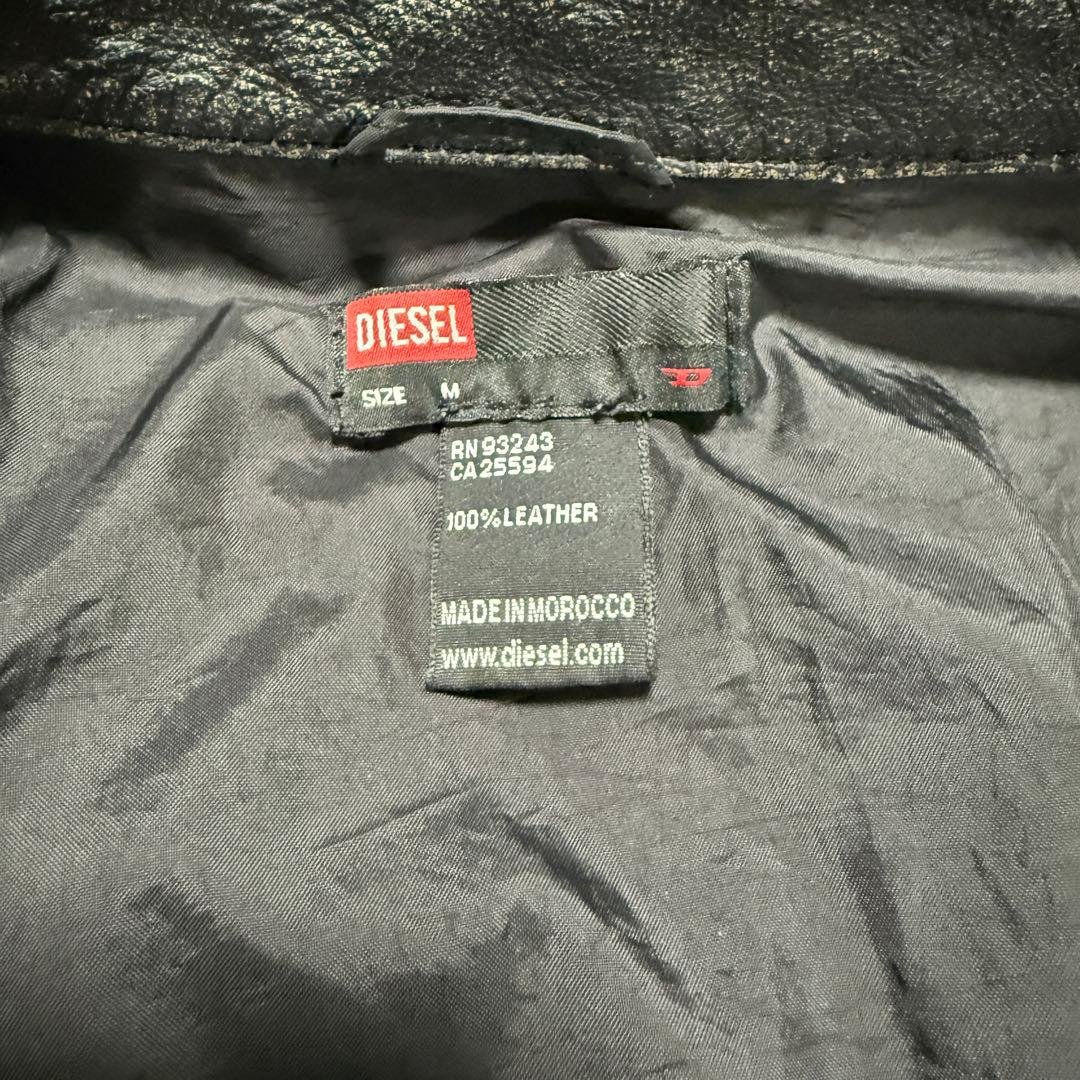 DIESEL
SIZE M
RN 93243
CA 25594
100% LEATHER
MADE IN MOROCCO
www.diesel.com